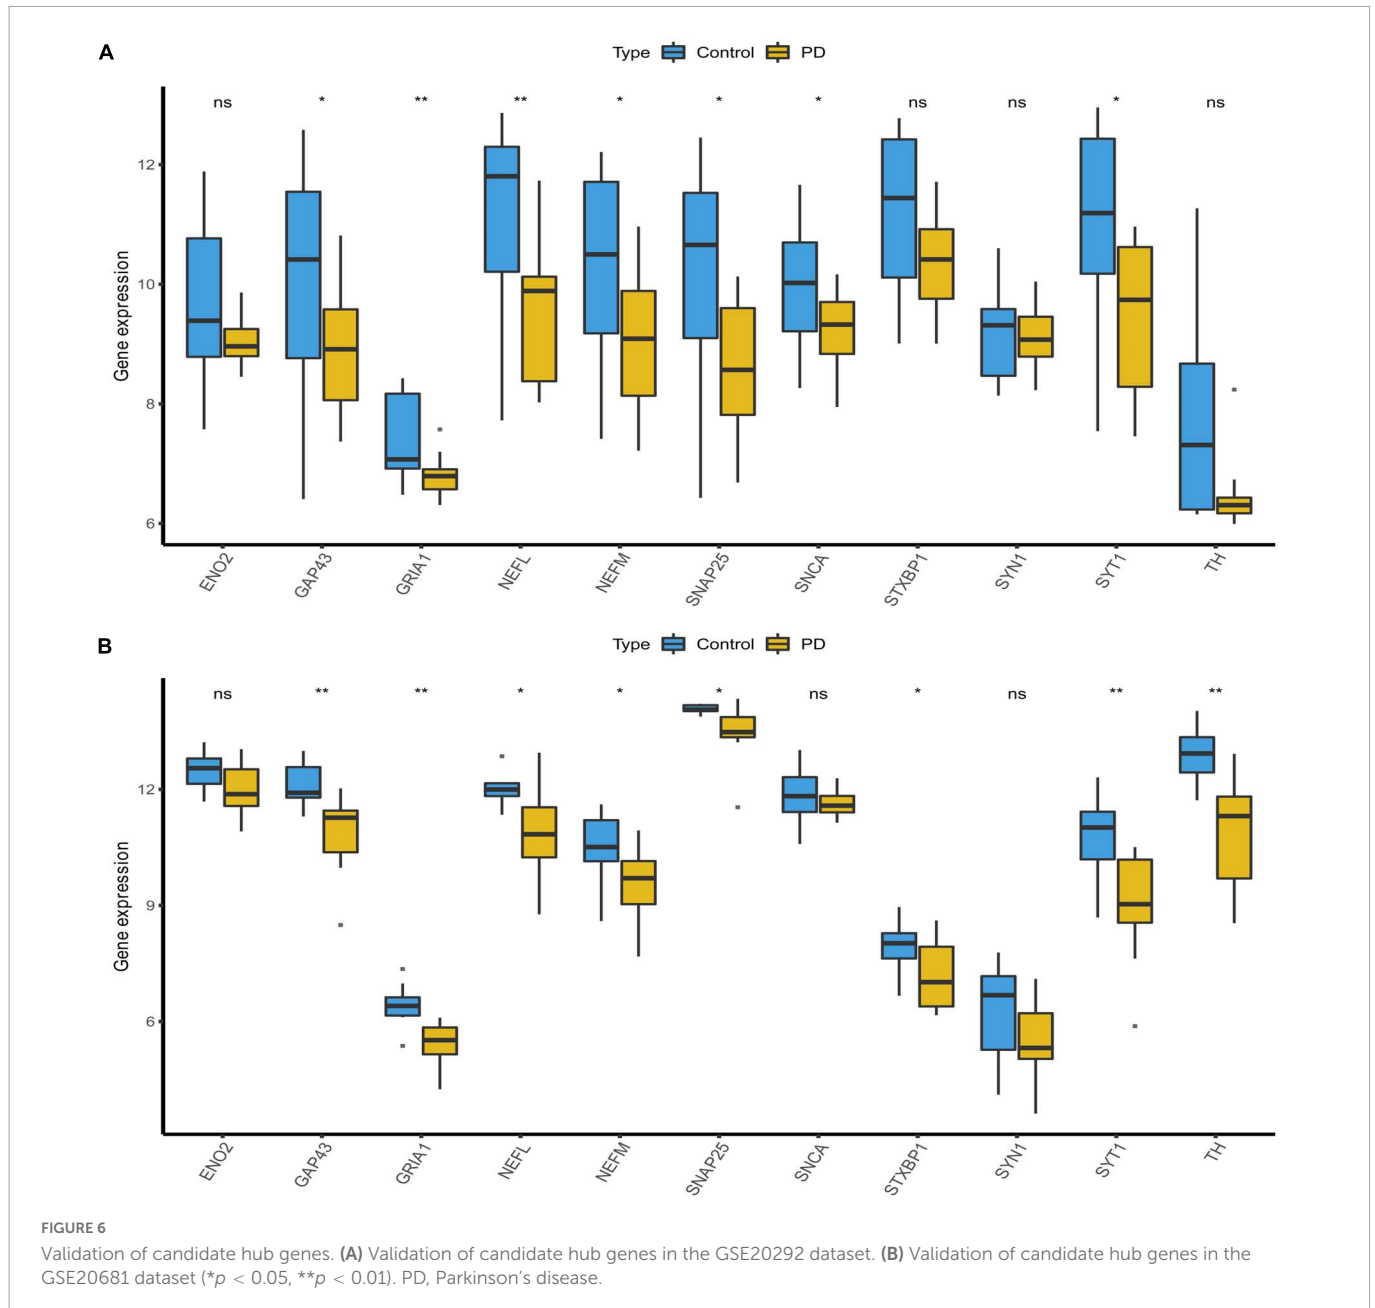 A
Type Control PD
ns * ** ** * * * ns ns * ns
Gene expression
12
10
8
6
ENO2 GAP43 GRIA1 NEFL NEFM SNAP25 SNCA STXBP1 SYN1 SYT1 TH
B
Type Control PD
ns ** ** * * * ns * ns ** **
Gene expression
12
9
6
ENO2 GAP43 GRIA1 NEFL NEFM SNAP25 SNCA STXBP1 SYN1 SYT1 TH
FIGURE 6
Validation of candidate hub genes. (A) Validation of candidate hub genes in the GSE20292 dataset. (B) Validation of candidate hub genes in the
GSE20681 dataset (*p < 0.05, **p < 0.01). PD, Parkinson’s disease.